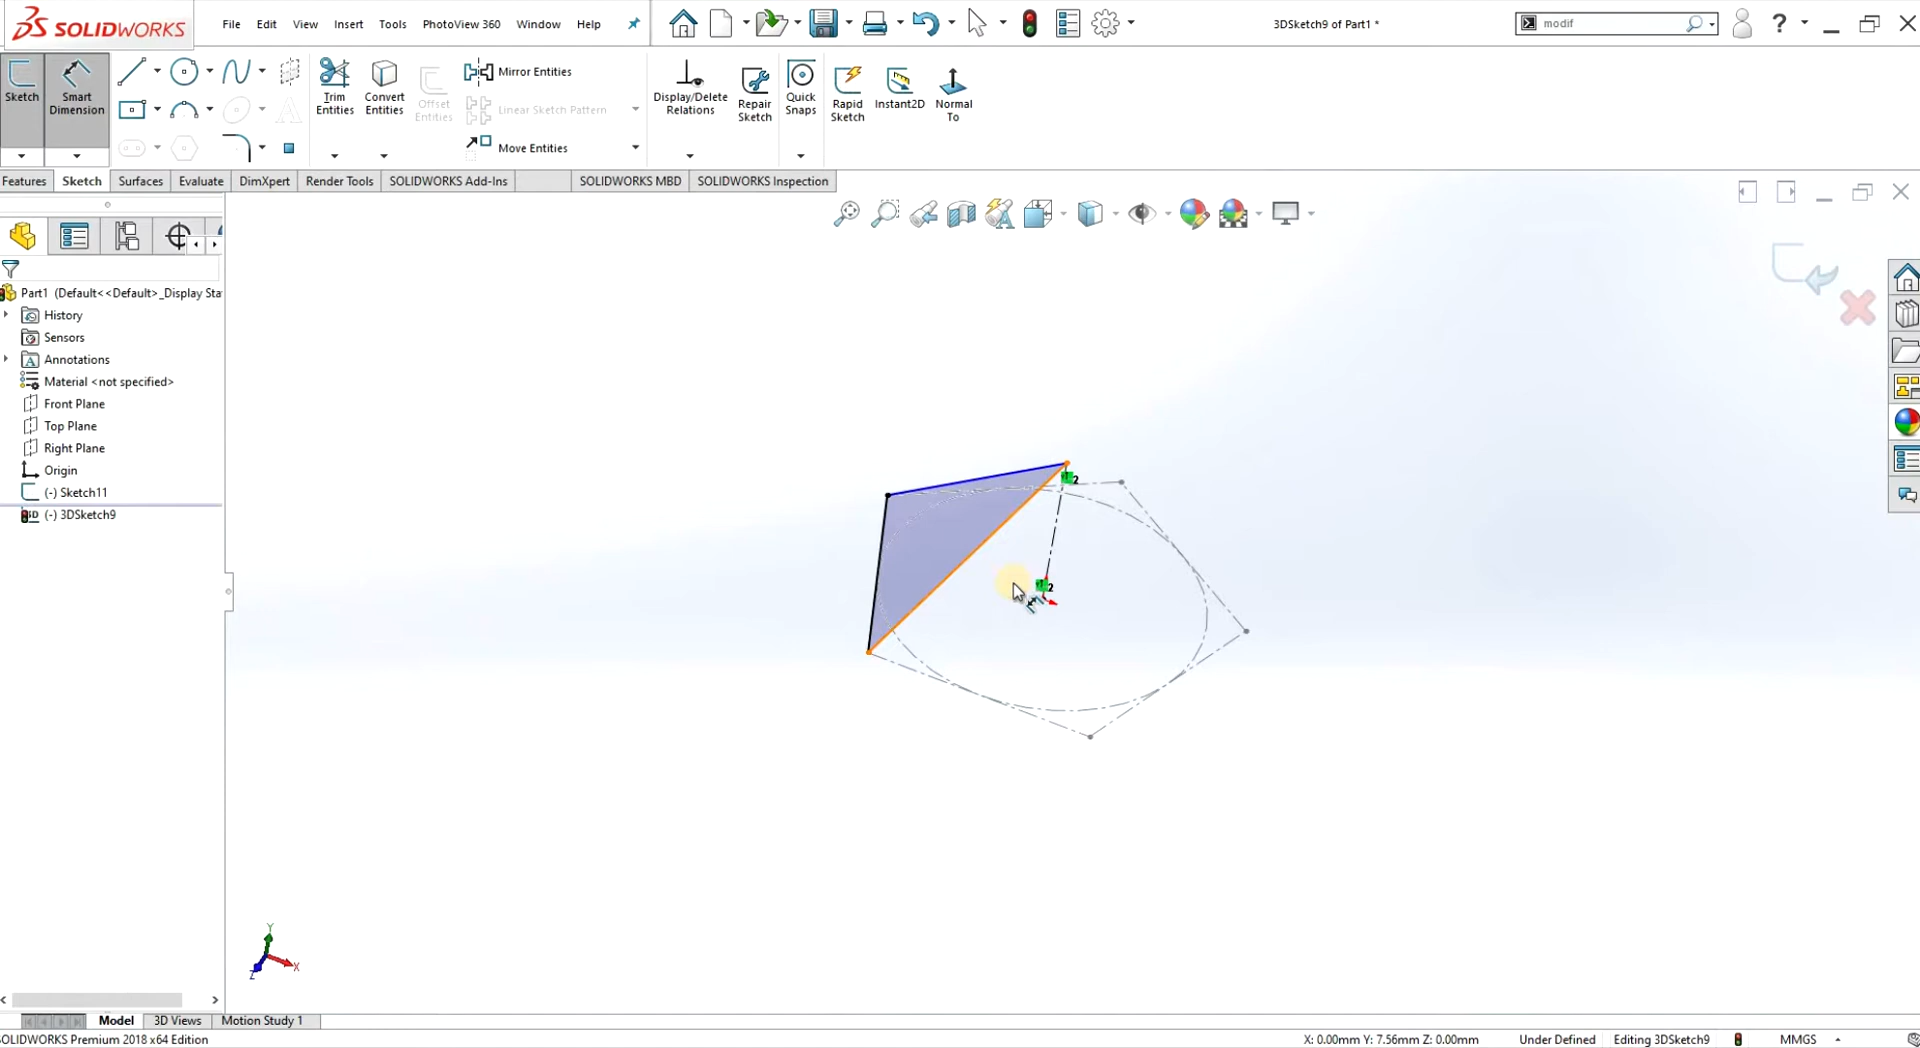 SOLIDWORKS
File Edit View Insert Tools PhotoView 360 Window Help
3DSketch9 of Part1 *
modif
?
Sketch
Smart Dimension
Trim Entities
Convert Entities
Offset Entities
Mirror Entities
Linear Sketch Pattern
Move Entities
Display/Delete Relations
Repair Sketch
Quick Snaps
Rapid Sketch
Instant2D
Normal To
Features Sketch Surfaces Evaluate DimXpert Render Tools SOLIDWORKS Add-Ins SOLIDWORKS MBD SOLIDWORKS Inspection
Part1 (Default<<Default>_Display Sta
History
Sensors
Annotations
Material <not specified>
Front Plane
Top Plane
Right Plane
Origin
(-) Sketch11
3D (-) 3DSketch9
2
2
Y
X
Z
Model 3D Views Motion Study 1
SOLIDWORKS Premium 2018 x64 Edition
X: 0.00mm Y: 7.56mm Z: 0.00mm Under Defined Editing 3DSketch9 MMGS